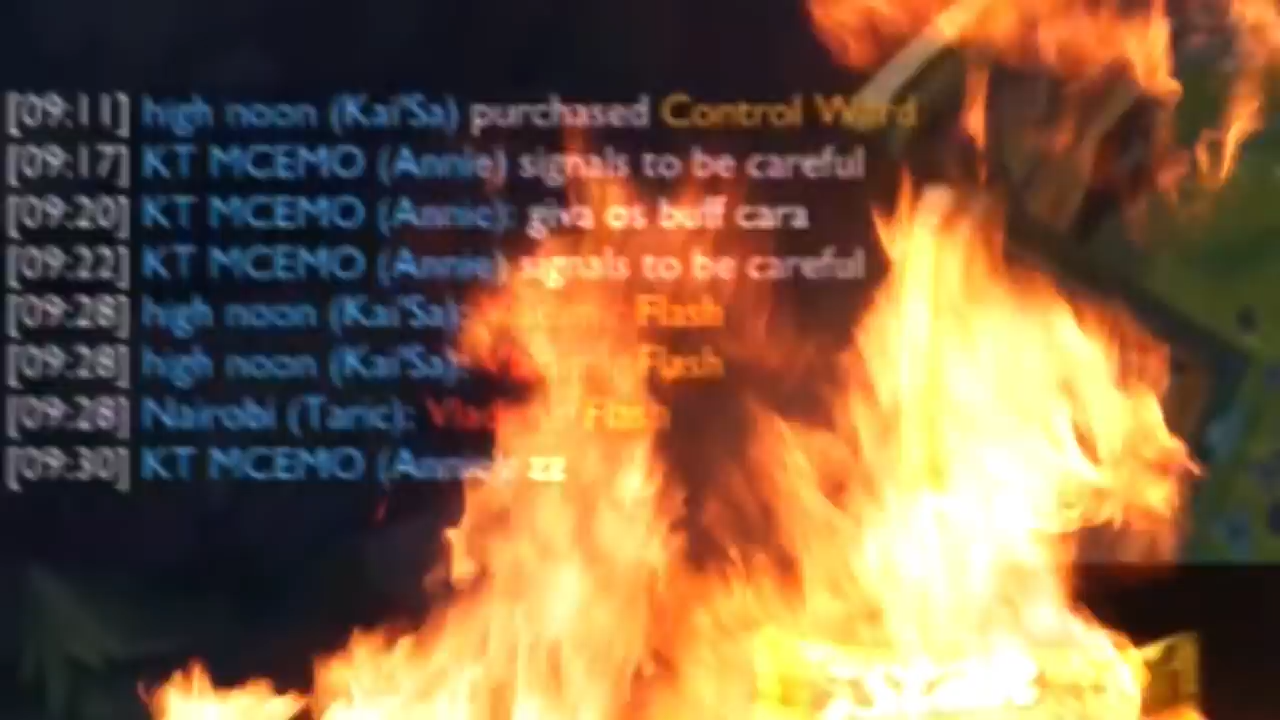 [09:11] high noon (Kai'Sa) purchased Control Ward
[09:17] KT MCEMO (Annie) signals to be careful
[09:20] KT MCEMO (Annie): giva os buff cara
[09:22] KT MCEMO (Annie) signals to be careful
[09:28] high noon (Kai'Sa): Flash
[09:28] high noon (Kai'Sa): Flash
[09:28] Nairobi (Taric): Flash
[09:30] KT MCEMO (Annie): zz